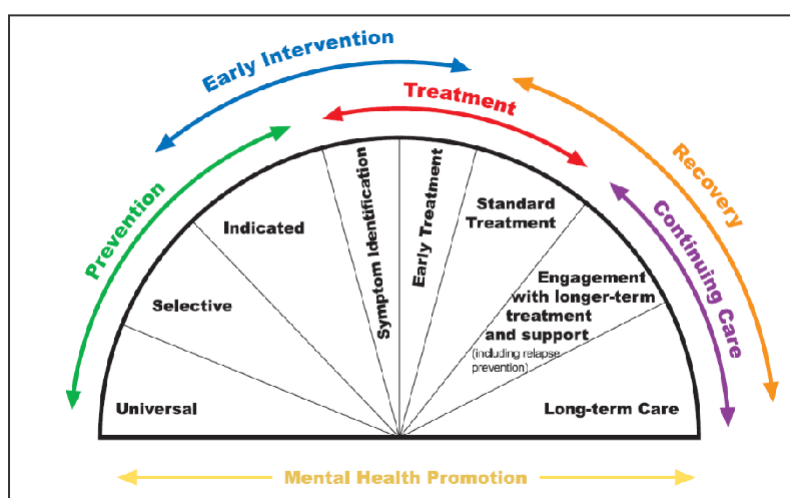 Early Intervention
Treatment
Prevention
Recovery
Continuing Care
Universal
Selective
Indicated
Symptom Identification
Early Treatment
Standard
Treatment
Engagement
with longer-term
treatment
and support
(including relapse
prevention)
Long-term Care
Mental Health Promotion